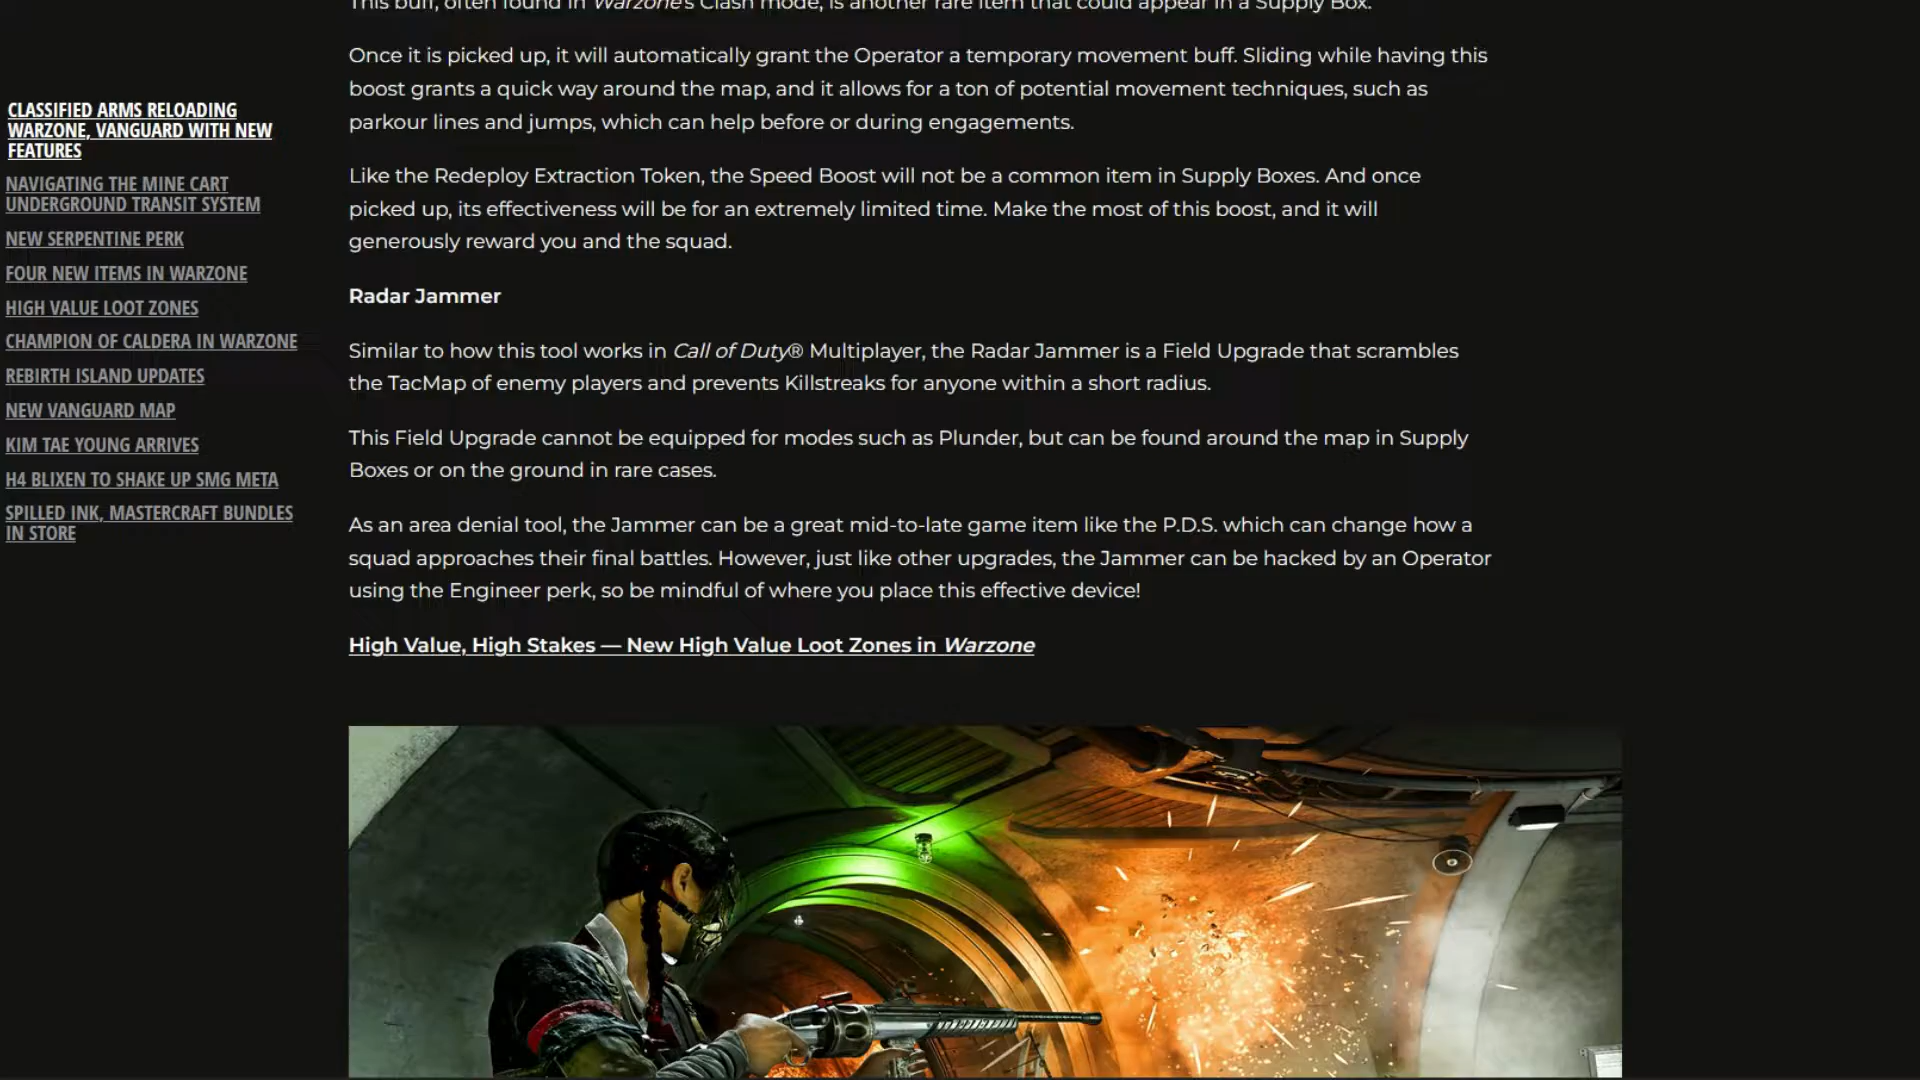 This buff, often found in Warzone's Clash mode, is another rare item that could appear in a Supply Box.
Once it is picked up, it will automatically grant the Operator a temporary movement buff. Sliding while having this
boost grants a quick way around the map, and it allows for a ton of potential movement techniques, such as
parkour lines and jumps, which can help before or during engagements.
Like the Redeploy Extraction Token, the Speed Boost will not be a common item in Supply Boxes. And once
picked up, its effectiveness will be for an extremely limited time. Make the most of this boost, and it will
generously reward you and the squad.
Radar Jammer
Similar to how this tool works in Call of Duty® Multiplayer, the Radar Jammer is a Field Upgrade that scrambles
the TacMap of enemy players and prevents Killstreaks for anyone within a short radius.
This Field Upgrade cannot be equipped for modes such as Plunder, but can be found around the map in Supply
Boxes or on the ground in rare cases.
As an area denial tool, the Jammer can be a great mid-to-late game item like the P.D.S. which can change how a
squad approaches their final battles. However, just like other upgrades, the Jammer can be hacked by an Operator
using the Engineer perk, so be mindful of where you place this effective device!
High Value, High Stakes — New High Value Loot Zones in Warzone
CLASSIFIED ARMS RELOADING
WARZONE, VANGUARD WITH NEW
FEATURES
NAVIGATING THE MINE CART
UNDERGROUND TRANSIT SYSTEM
NEW SERPENTINE PERK
FOUR NEW ITEMS IN WARZONE
HIGH VALUE LOOT ZONES
CHAMPION OF CALDERA IN WARZONE
REBIRTH ISLAND UPDATES
NEW VANGUARD MAP
KIM TAE YOUNG ARRIVES
H4 BLIXEN TO SHAKE UP SMG META
SPILLED INK, MASTERCRAFT BUNDLES
IN STORE